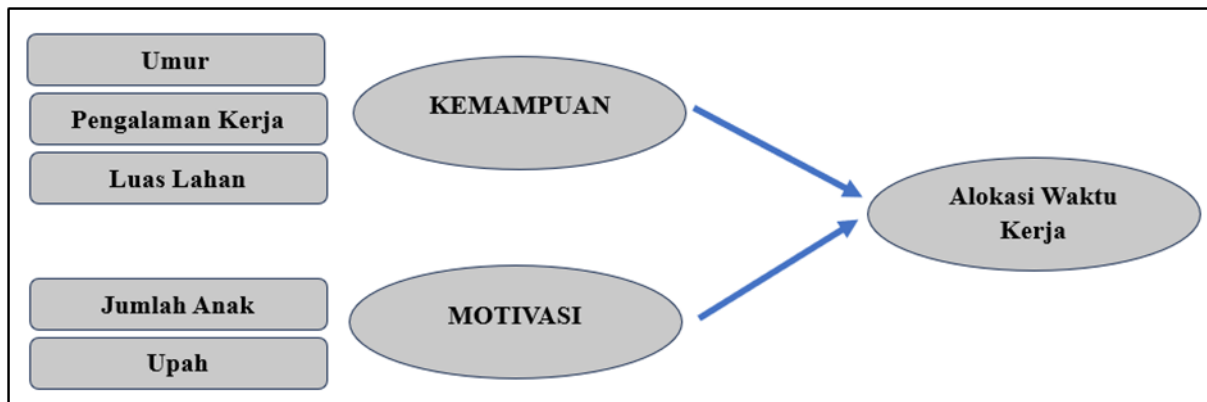 Umur
Pengalaman Kerja
Luas Lahan
KEMAMPUAN
Jumlah Anak
Upah
MOTIVASI
Alokasi Waktu
Kerja